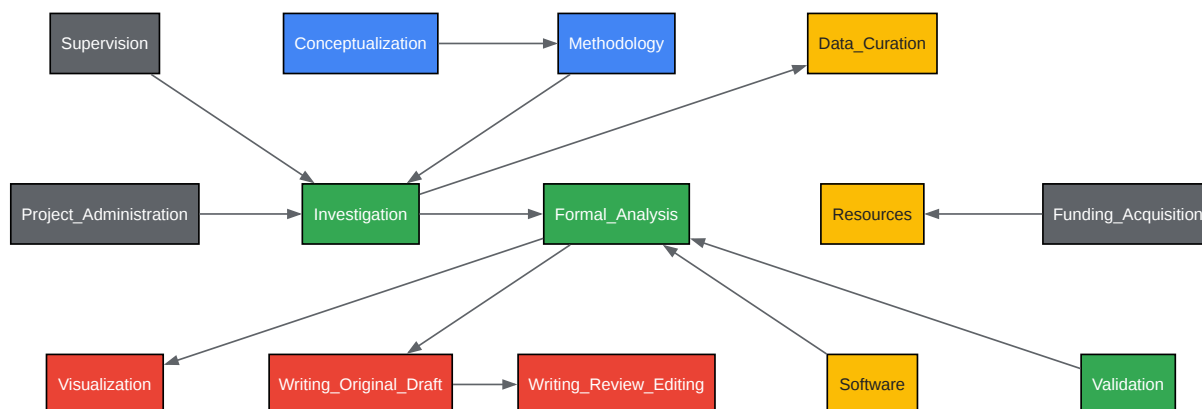 Supervision
Conceptualization
Methodology
Data_Curation
Project_Administration
Investigation
Formal_Analysis
Resources
Funding_Acquisition
Visualization
Writing_Original_Draft
Writing_Review_Editing
Software
Validation